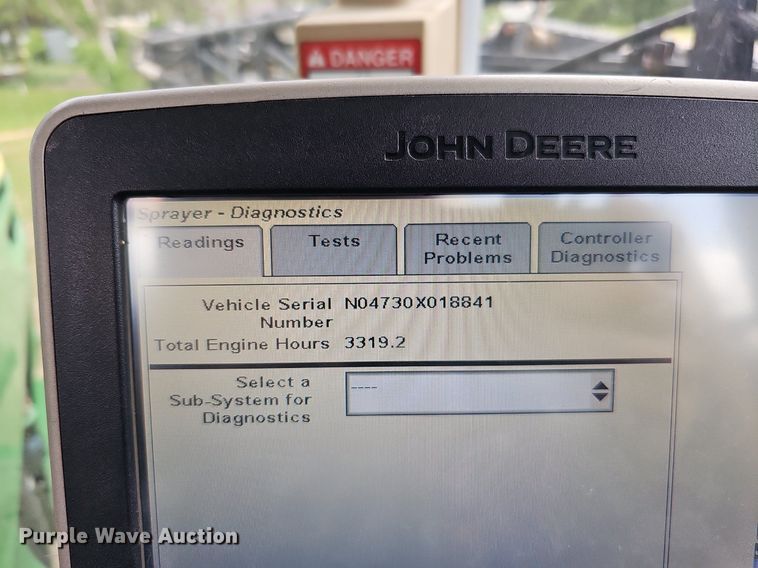 DANGER
JOHN DEERE
Sprayer - Diagnostics
Readings
Tests
Recent
Problems
Controller
Diagnostics
Vehicle Serial N04730X018841
Number
Total Engine Hours 3319.2
Select a ----
Sub-System for
Diagnostics
Purple Wave Auction